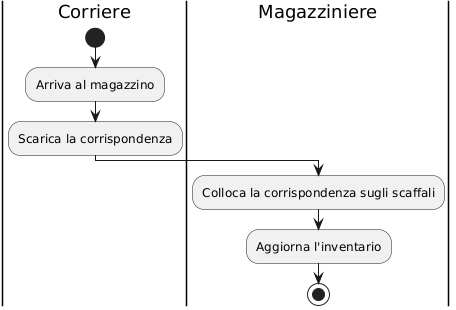 Corriere
Magazziniere
Arriva al magazzino
Scarica la corrispondenza
Colloca la corrispondenza sugli scaffali
Aggiorna l'inventario